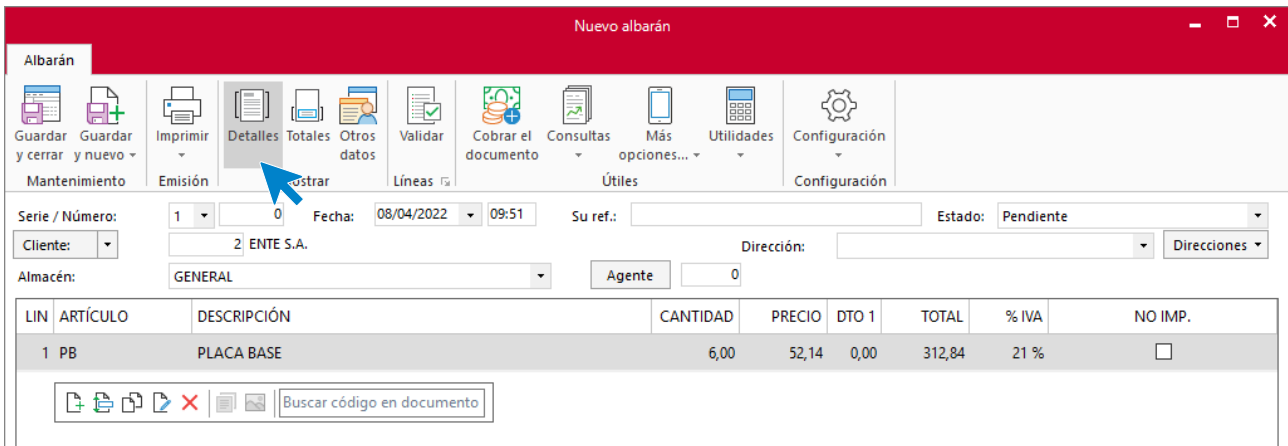 Nuevo albarán
Albarán
Guardar y cerrar
Guardar y nuevo
Imprimir
Detalles
Totales
Otros datos
Validar
Cobrar el documento
Consultas
Más opciones...
Utilidades
Configuración
Mantenimiento
Emisión
ostrar
Líneas
Útiles
Configuración
Serie / Número: 1 0 Fecha: 08/04/2022 09:51 Su ref.: Estado: Pendiente
Cliente: 2 ENTE S.A. Dirección: Direcciones
Almacén: GENERAL Agente 0
LIN ARTÍCULO DESCRIPCIÓN CANTIDAD PRECIO DTO 1 TOTAL % IVA NO IMP.
1 PB PLACA BASE 6,00 52,14 0,00 312,84 21 %
Buscar código en documento